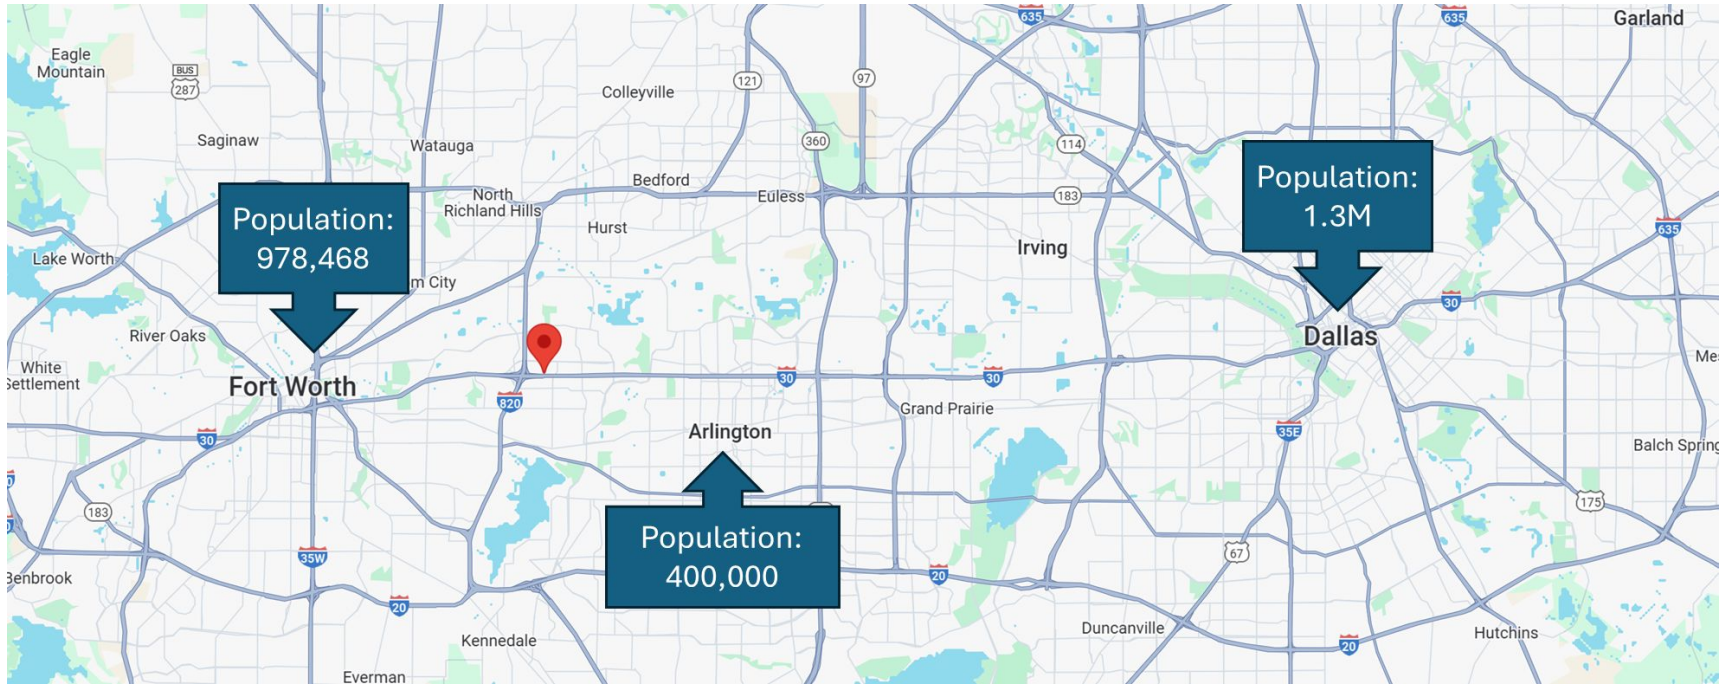 635
635
Garland
Eagle
Mountain
BUS
287
121
97
Colleyville
Saginaw
Watauga
360
114
Population:
1.3M
Bedford
North
Richland Hills
Euless
183
Population:
978,468
Hurst
635
Irving
Lake Worth
m City
30
River Oaks
Dallas
White
Settlement
Mes
Fort Worth
30
30
820
Grand Prairie
Arlington
35E
30
Balch Spring
183
175
Population:
400,000
35W
67
Benbrook
20
20
Duncanville
Hutchins
Kennedale
20
Everman